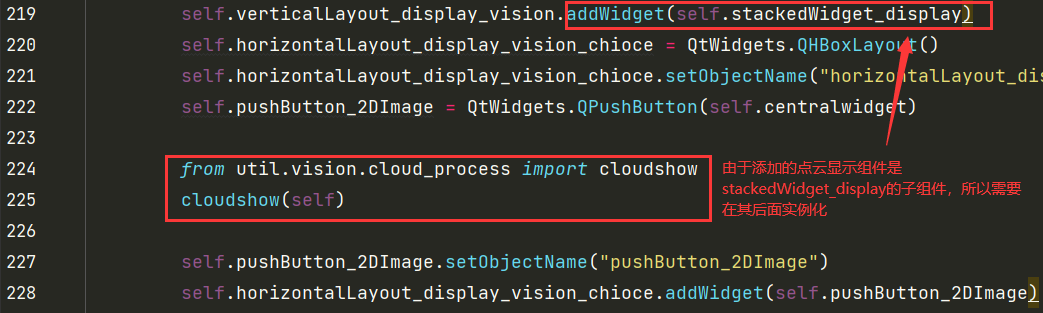 219 self.verticalLayout_display_vision.addWidget(self.stackedWidget_display)
220 self.horizontalLayout_display_vision_chioce = QtWidgets.QHBoxLayout()
221 self.horizontalLayout_display_vision_chioce.setObjectName("horizontalLayout_dis
222 self.pushButton_2DImage = QtWidgets.QPushButton(self.centralwidget)
223
224 from util.vision.cloud_process import cloudshow
225 cloudshow(self)
226
227 self.pushButton_2DImage.setObjectName("pushButton_2DImage")
228 self.horizontalLayout_display_vision_chioce.addWidget(self.pushButton_2DImage)
由于添加的点云显示组件是
stackedWidget_display的子组件，所以需要
在其后面实例化